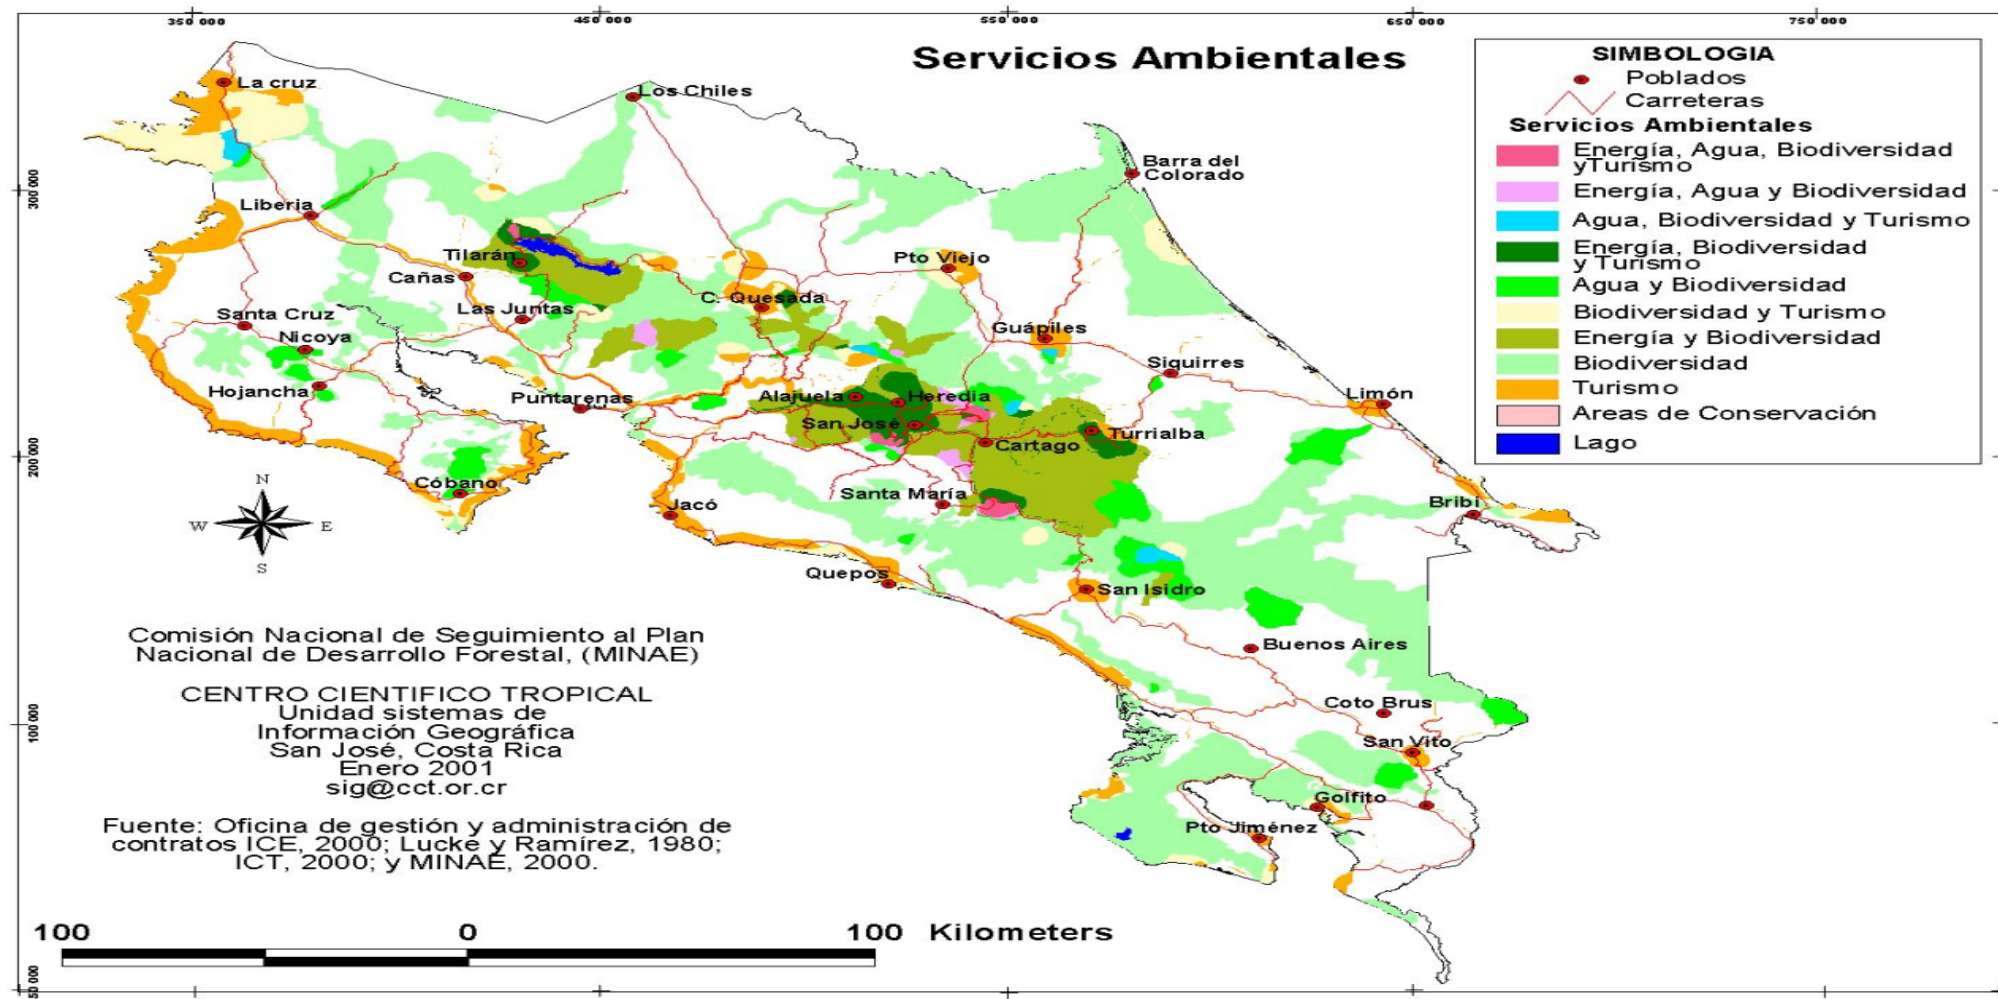 350 000
450 000
550 000
650 000
750 000
Servicios Ambientales
SIMBOLOGIA
Poblados
Carreteras
Servicios Ambientales
Energía, Agua, Biodiversidad
yTurismo
Energía, Agua y Biodiversidad
Agua, Biodiversidad y Turismo
Energía, Biodiversidad
y Turismo
Agua y Biodiversidad
Biodiversidad y Turismo
Energía y Biodiversidad
Biodiversidad
Turismo
Areas de Conservación
Lago
La cruz
Los Chiles
Barra del
Colorado
300 000
Liberia
Tilarán
Cañas
Pto Viejo
C. Quesada
Santa Cruz
Las Juntas
Nicoya
Guápiles
Siquirres
Hojancha
Puntarenas
Alajuela
Heredia
Limón
San José
Cartago
Turrialba
200 000
Cóbano
Santa María
Jacó
Bribi
N
W
E
S
Quepos
San Isidro
Buenos Aires
Coto Brus
San Vito
Golfito
Pto Jiménez
100 000
50 000
Comisión Nacional de Seguimiento al Plan
Nacional de Desarrollo Forestal, (MINAE)
CENTRO CIENTIFICO TROPICAL
Unidad sistemas de
Información Geográfica
San José, Costa Rica
Enero 2001
sig@cct.or.cr
Fuente: Oficina de gestión y administración de
contratos ICE, 2000; Lucke y Ramírez, 1980;
ICT, 2000; y MINAE, 2000.
100 0 100 Kilometers